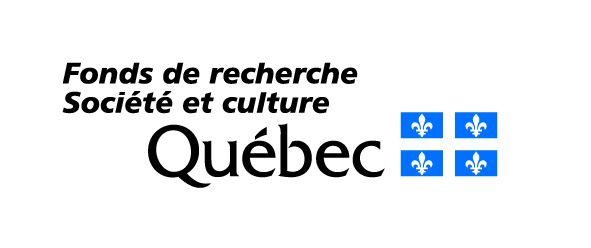 Fonds de recherche
Société et culture
Québec